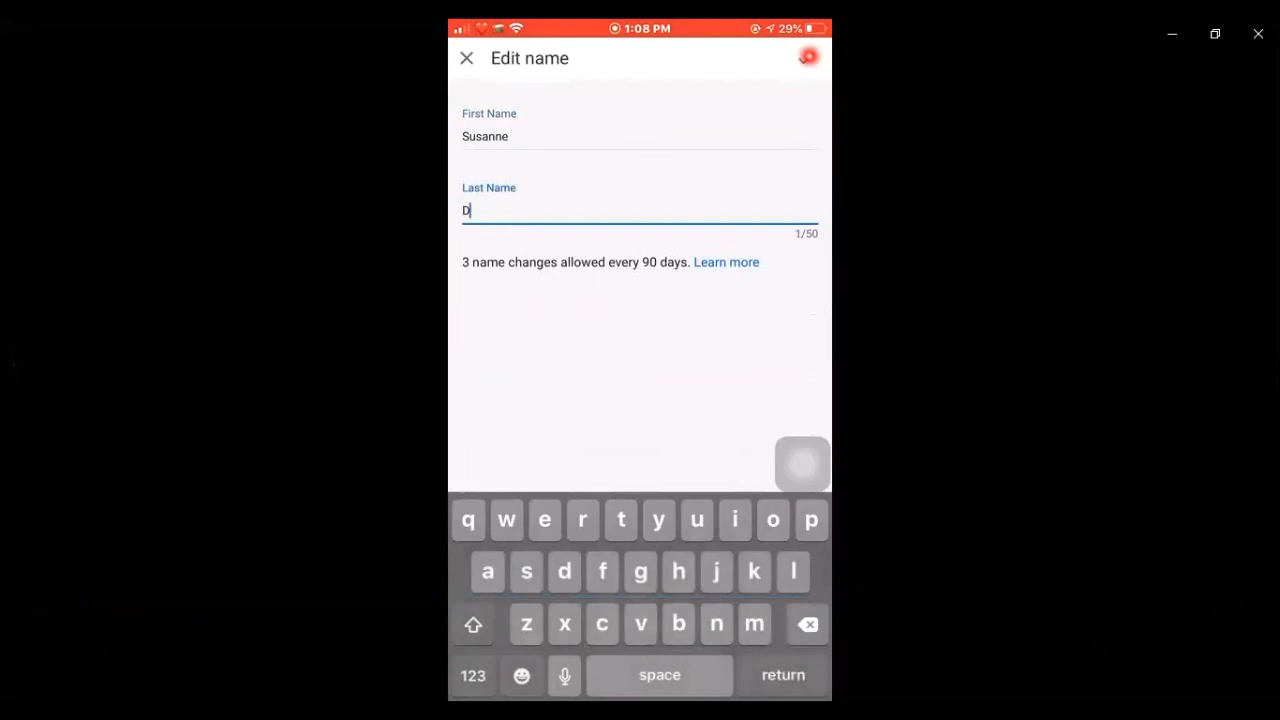 1:08 PM 29%
Edit name
First Name
Susanne
Last Name
D
1/50
3 name changes allowed every 90 days. Learn more
q w e r t y u i o p
a s d f g h j k l
z x c v b n m
123 space return